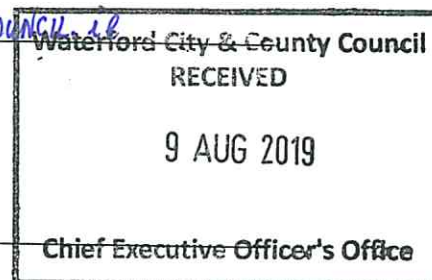 Waterford City & County Council
RECEIVED
9 AUG 2019
Chief Executive Officer's Office